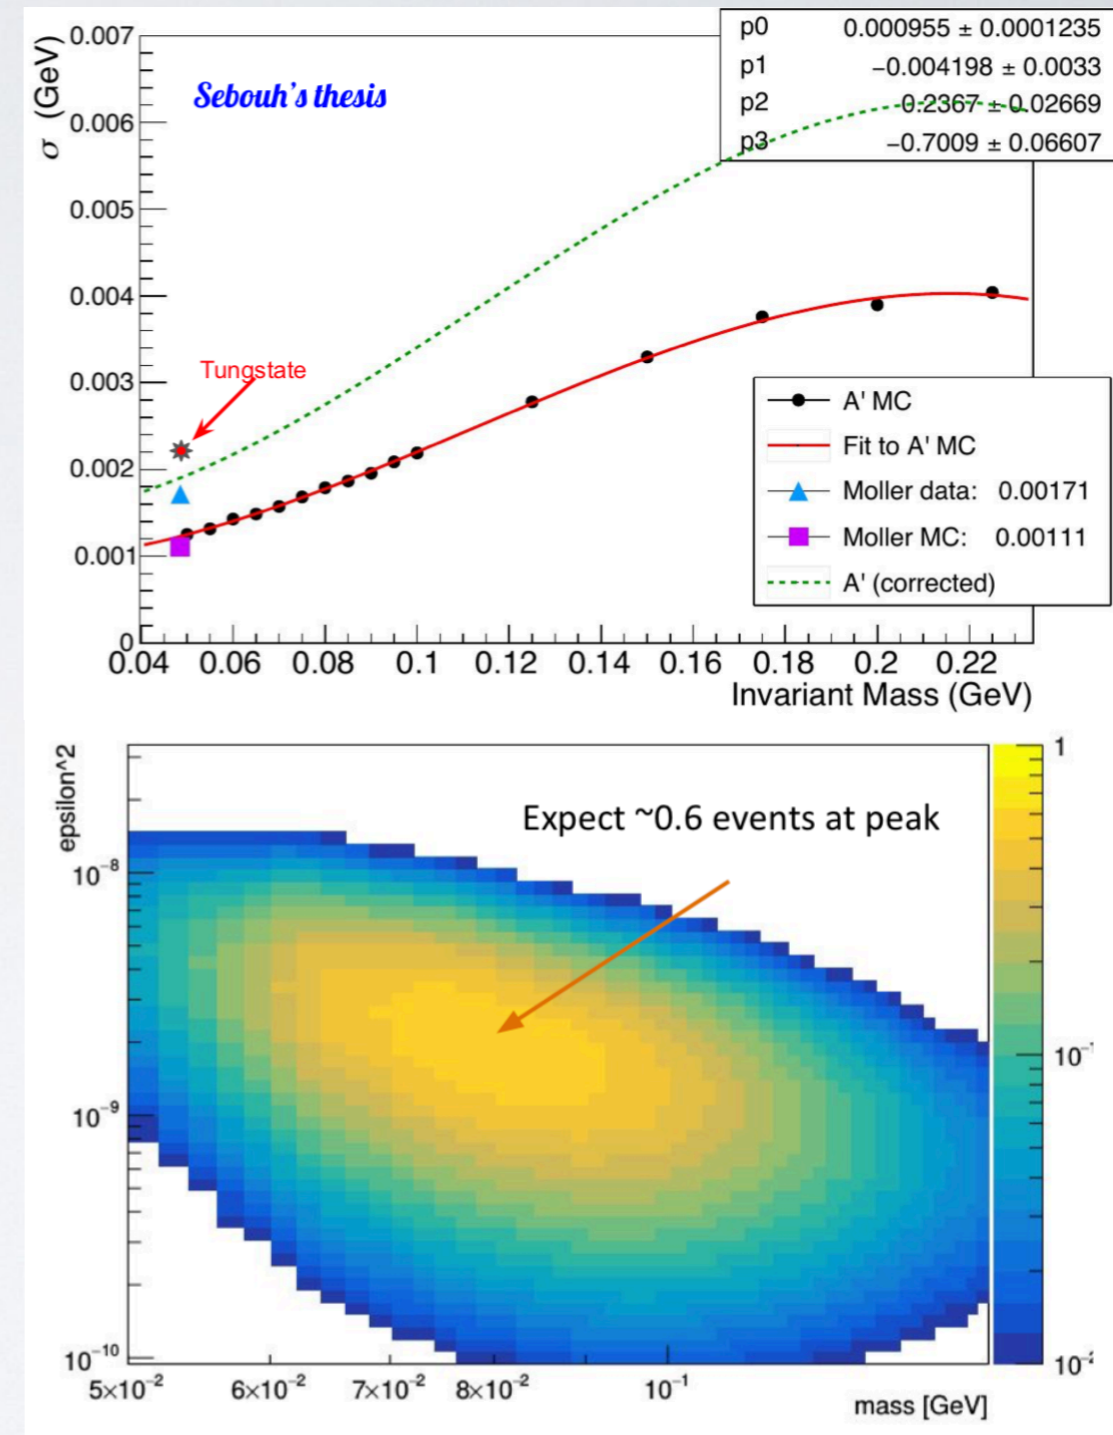 p0 0.000955 ± 0.0001235
p1 −0.004198 ± 0.0033
p2 0.2367 ± 0.02669
p3 −0.7009 ± 0.06607
σ (GeV)
0.007
0.006
0.005
0.004
0.003
0.002
0.001
0
Sebouh's thesis
Tungstate
A' MC
Fit to A' MC
Moller data: 0.00171
Moller MC: 0.00111
A' (corrected)
0.04 0.06 0.08 0.1 0.12 0.14 0.16 0.18 0.2 0.22
Invariant Mass (GeV)
epsilon^2
10⁻⁸
10⁻⁹
10⁻¹⁰
Expect ~0.6 events at peak
1
5×10⁻² 6×10⁻² 7×10⁻² 8×10⁻² 10⁻¹
mass [GeV]